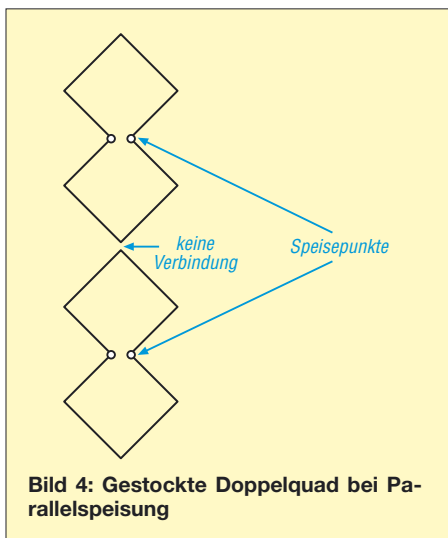 keine
Verbindung
Speisepunkte
Bild 4: Gestockte Doppelquad bei Pa-
rallelspeisung